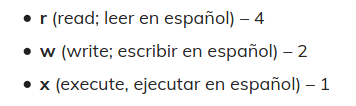 • r (read; leer en español) – 4
• w (write; escribir en español) – 2
• x (execute, ejecutar en español) – 1